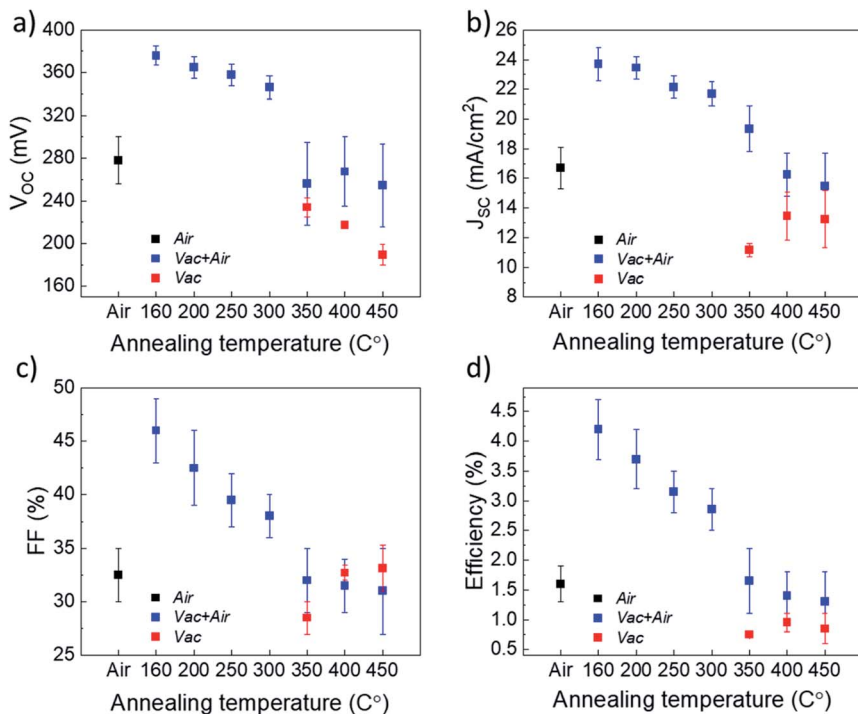 a)
V_OC (mV)
400
360
320
280
240
200
160
Air
Vac+Air
Vac
Air 160 200 250 300 350 400 450
Annealing temperature (C°)
b)
J_SC (mA/cm²)
26
24
22
20
18
16
14
12
10
8
Air
Vac+Air
Vac
Air 160 200 250 300 350 400 450
Annealing temperature (C°)
c)
FF (%)
50
45
40
35
30
25
Air
Vac+Air
Vac
Air 160 200 250 300 350 400 450
Annealing temperature (C°)
d)
Efficiency (%)
4.5
4.0
3.5
3.0
2.5
2.0
1.5
1.0
0.5
Air
Vac+Air
Vac
Air 160 200 250 300 350 400 450
Annealing temperature (C°)